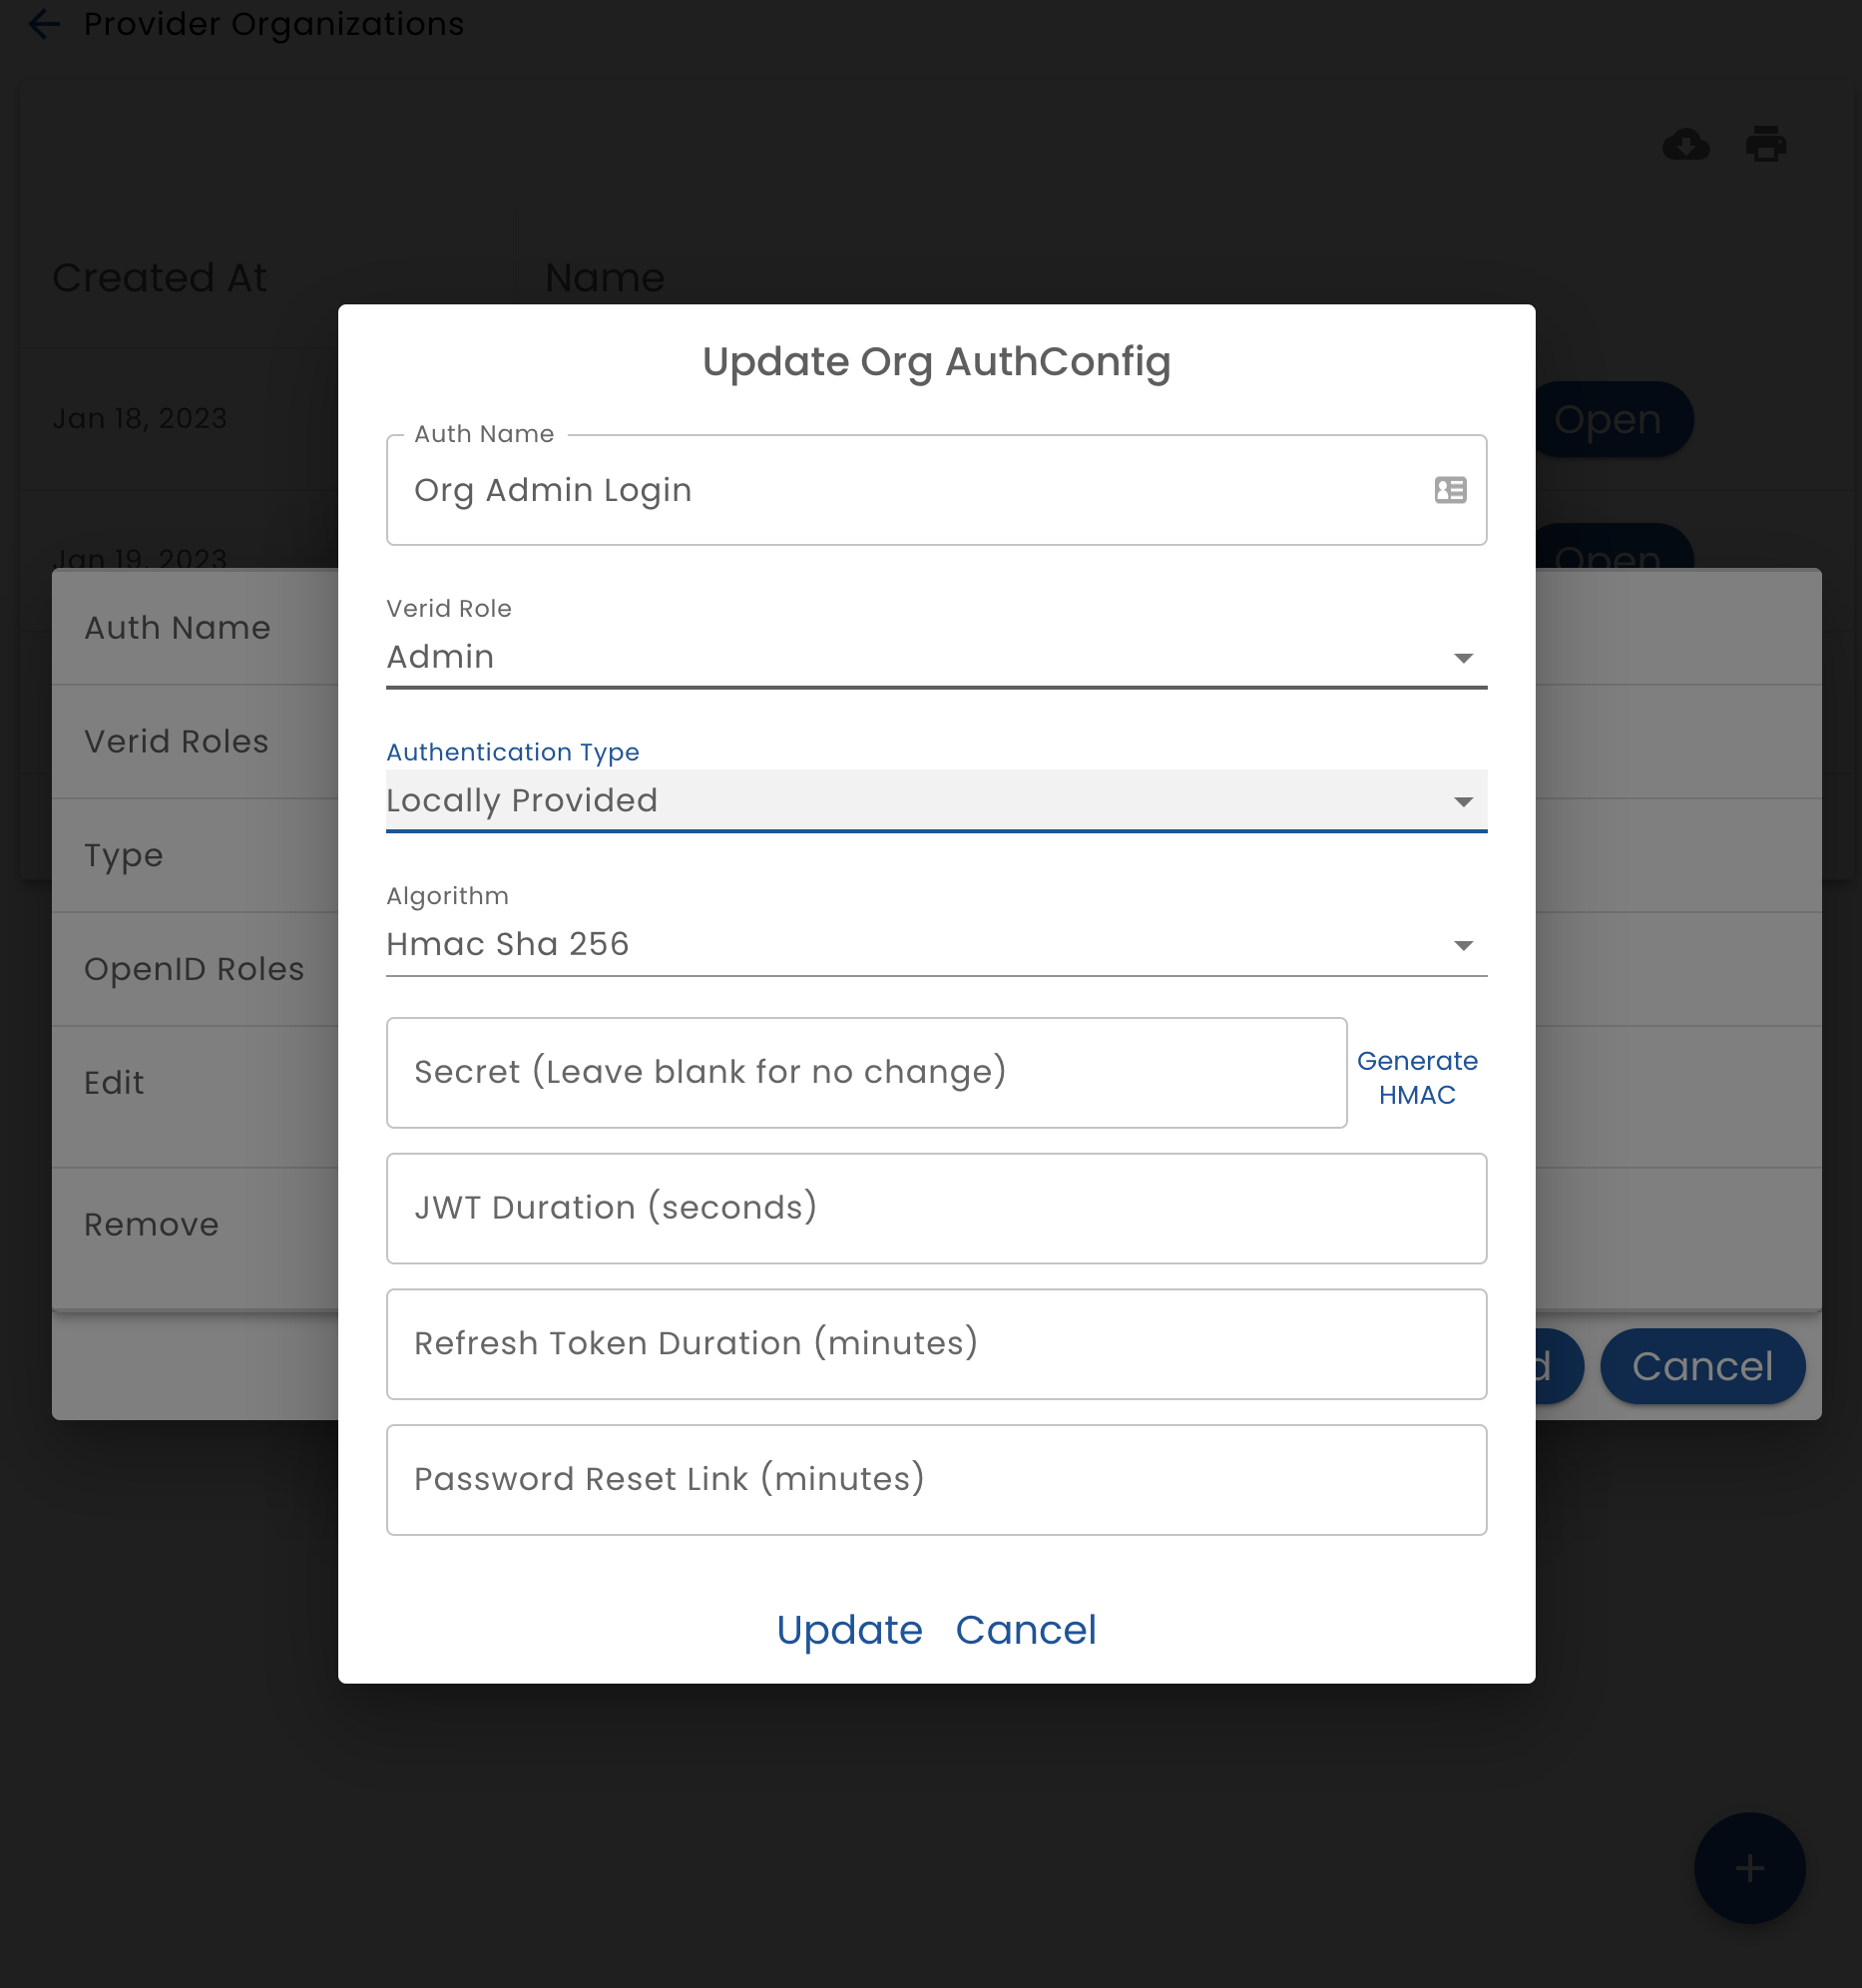 Provider Organizations
Created At
Name
Jan 18, 2023
Open
Jan 19, 2023
Open
Auth Name
Verid Roles
Type
OpenID Roles
Edit
Remove
d
Cancel
Update Org AuthConfig
Auth Name
Org Admin Login
Verid Role
Admin
Authentication Type
Locally Provided
Algorithm
Hmac Sha 256
Secret (Leave blank for no change)
Generate
HMAC
JWT Duration (seconds)
Refresh Token Duration (minutes)
Password Reset Link (minutes)
Update Cancel
+